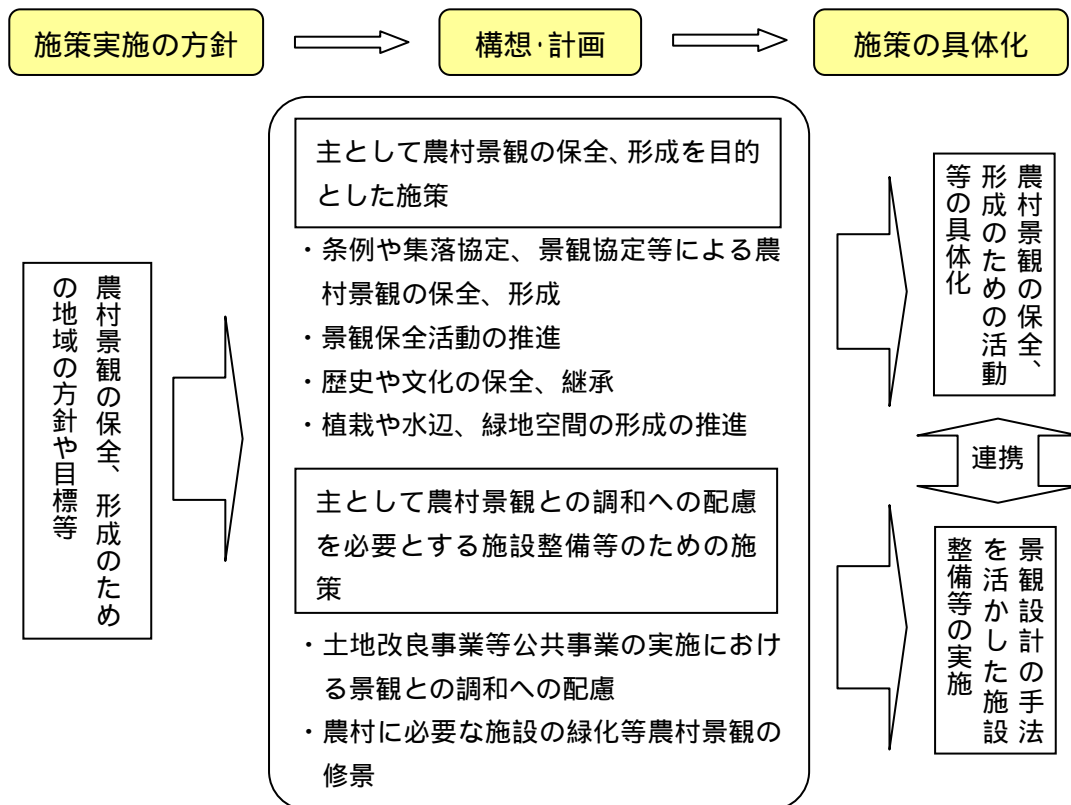 施策実施の方針
構想・計画
施策の具体化
農村景観の保全、形成のため
の地域の方針や目標等
主として農村景観の保全、形成を目的
とした施策
・条例や集落協定、景観協定等による農
村景観の保全、形成
・景観保全活動の推進
・歴史や文化の保全、継承
・植栽や水辺、緑地空間の形成の推進
主として農村景観との調和への配慮
を必要とする施設整備等のための施
策
・土地改良事業等公共事業の実施におけ
る景観との調和への配慮
・農村に必要な施設の緑化等農村景観の
修景
農村景観の保全、
形成のための活動
等の具体化
連携
景観設計の手法
を活かした施設
整備等の実施